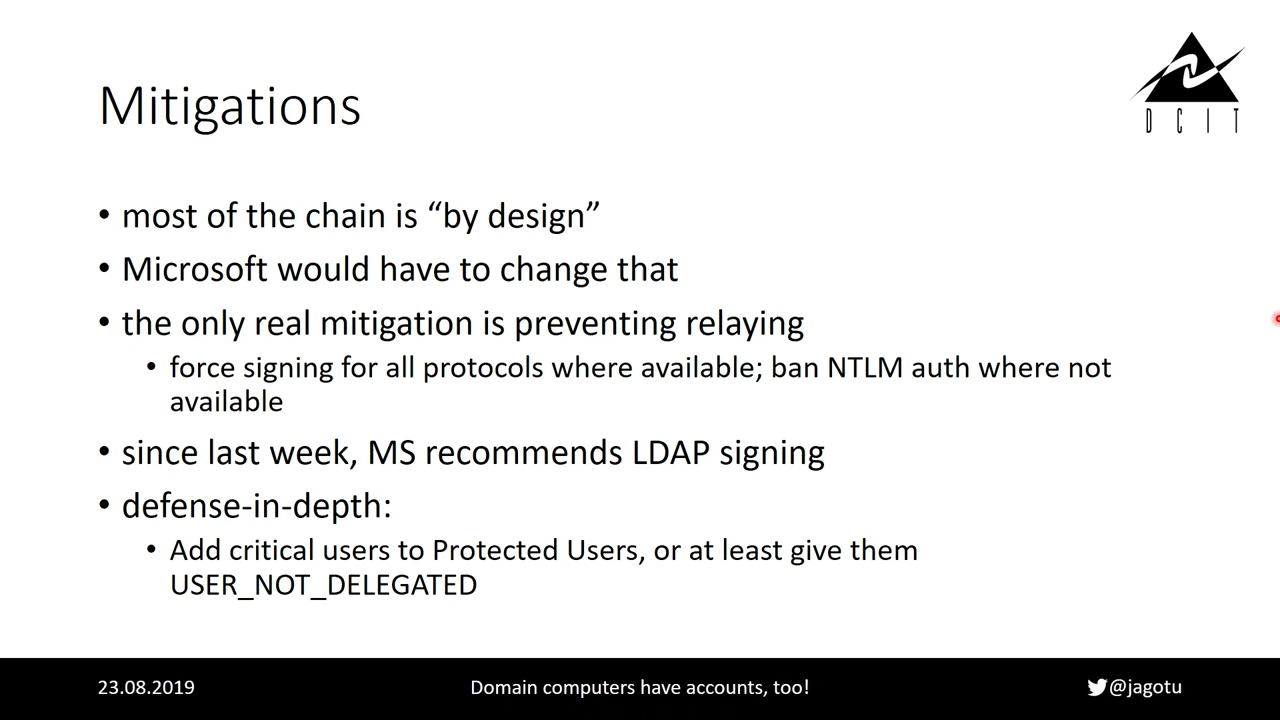 Mitigations
DCIT
• most of the chain is “by design”
• Microsoft would have to change that
• the only real mitigation is preventing relaying
• force signing for all protocols where available; ban NTLM auth where not
available
• since last week, MS recommends LDAP signing
• defense-in-depth:
• Add critical users to Protected Users, or at least give them
USER_NOT_DELEGATED
23.08.2019
Domain computers have accounts, too!
@jagotu